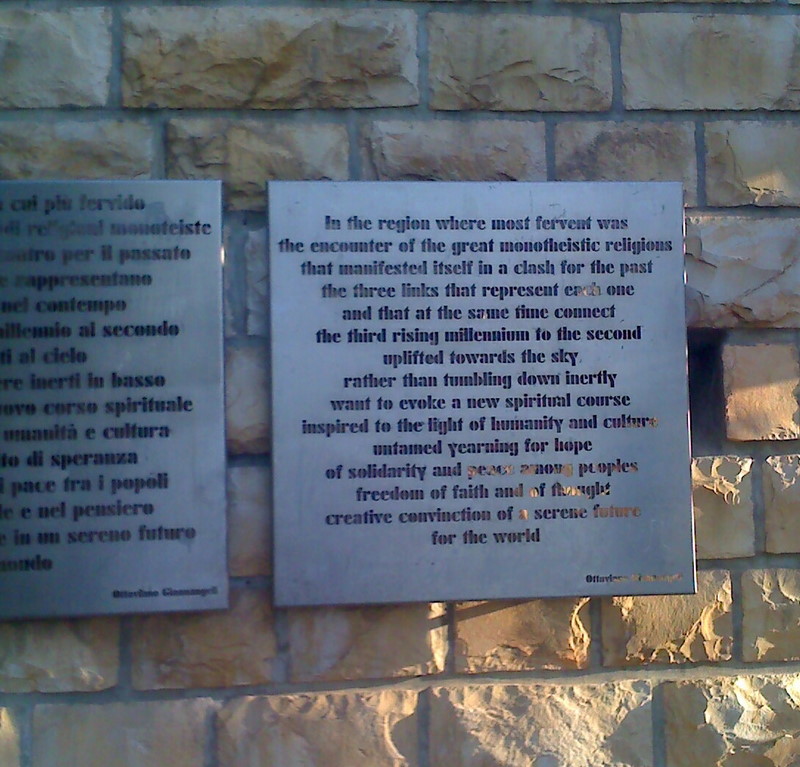 cui più fervido
di religioni monoteiste
per il passato
rappresentano
nel contempo
millennio al secondo
al cielo
inerti in basso
corso spirituale
umanità e cultura
di speranza
pace tra i popoli
e nel pensiero
e in un sereno futuro
mondo
Ottaviano Giannangeli
In the region where most fervent was
the encounter of the great monotheistic religions
that manifested itself in a clash for the past
the three links that represent each one
and that at the same time connect
the third rising millennium to the second
uplifted towards the sky
rather than tumbling down inertly
want to evoke a new spiritual course
inspired to the light of humanity and culture
untamed yearning for hope
of solidarity and peace among peoples
freedom of faith and of thought
creative conviction of a serene future
for the world
Ottaviano Giannangeli